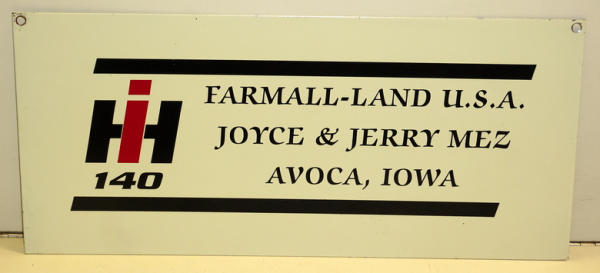 IH
140
FARMALL-LAND U.S.A.
JOYCE & JERRY MEZ
AVOCA, IOWA